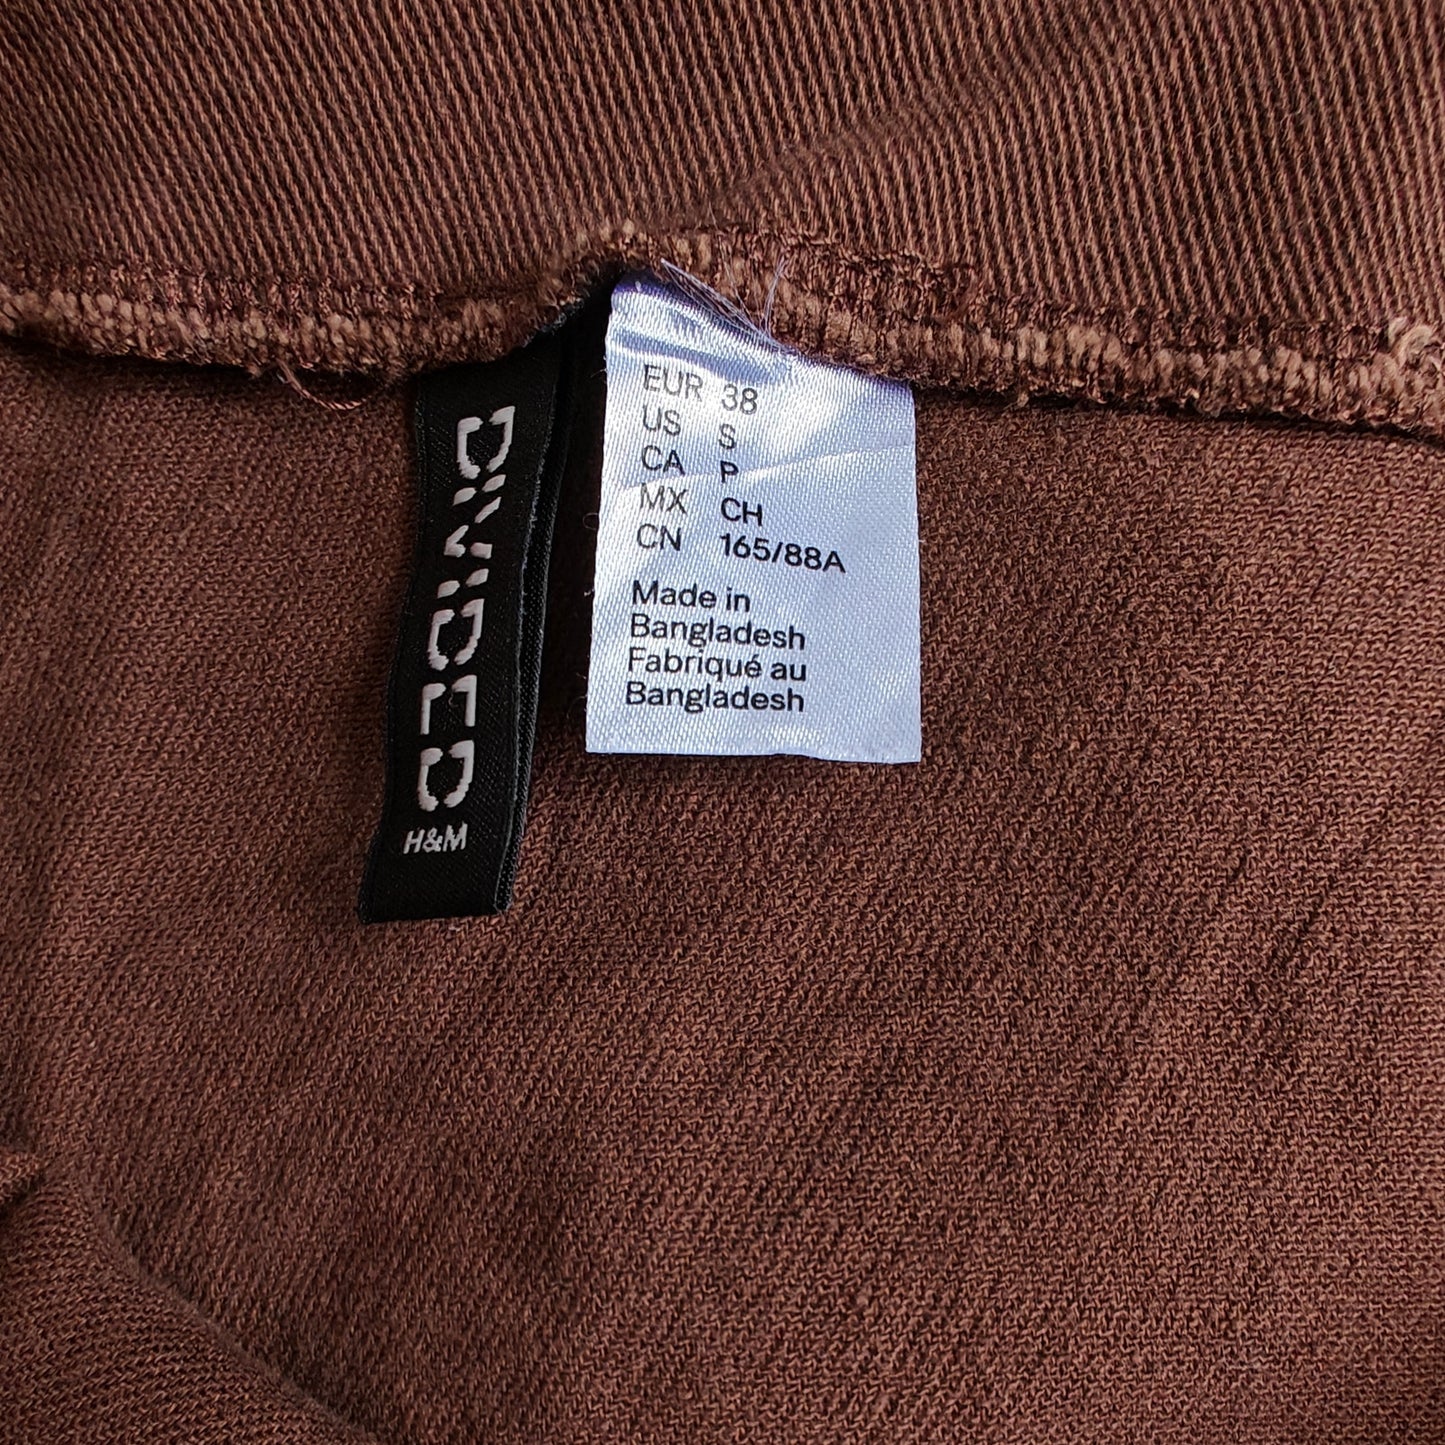 DIVIDED
H&M
EUR 38
US S
CA P
MX CH
CN 165/88A
Made in
Bangladesh
Fabriqué au
Bangladesh